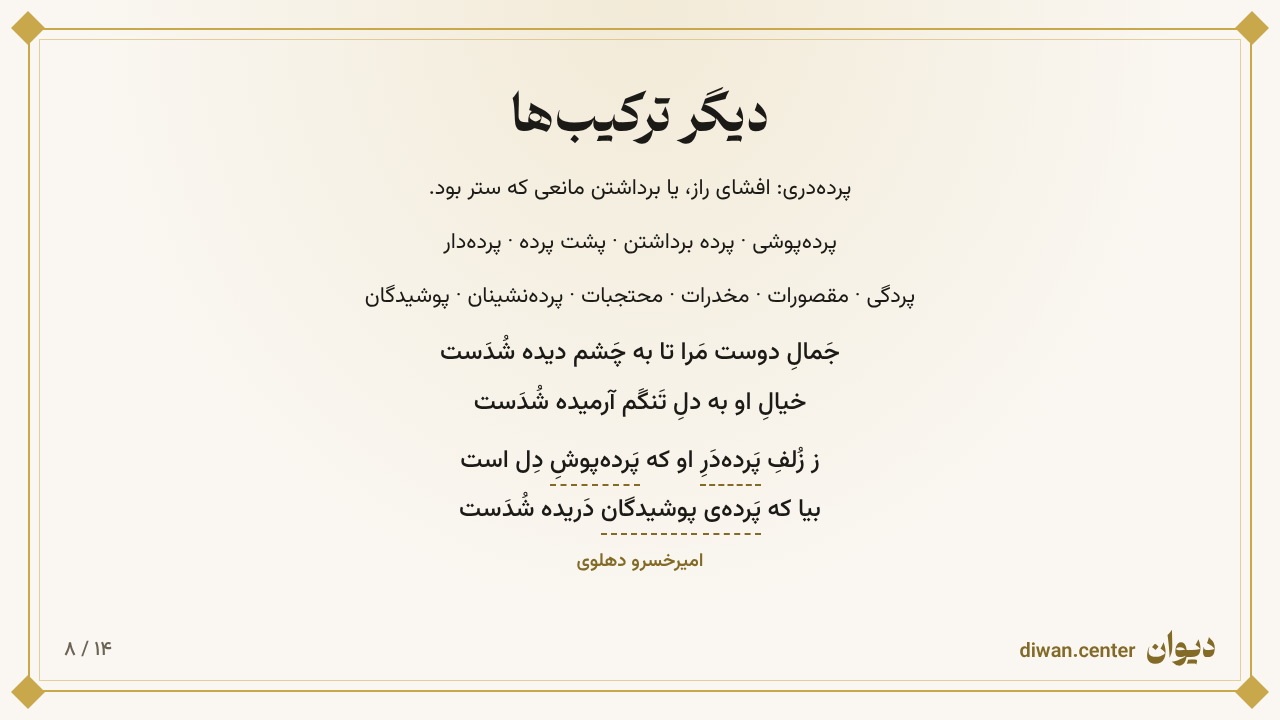 دیگر ترکیب‌ها
پرده‌دری: افشای راز، یا برداشتن مانعی که ستر بود.
پرده‌پوشی · پرده برداشتن · پشت پرده · پرده‌دار
پردگی · مقصورات · مخدرات · محتجبات · پرده‌نشینان · پوشیدگان
جَمالِ دوست مَرا تا به چَشم دیده شُدَست
خیالِ او به دلِ تَنگَم آرمیده شُدَست
ز زُلفِ پَرده‌دَرِ او که پَرده‌پوشِ دِل است
بیا که پَرده‌ی پوشیدگان دَریده شُدَست
امیرخسرو دهلوی
دیوان diwan.center
۸ / ۱۴